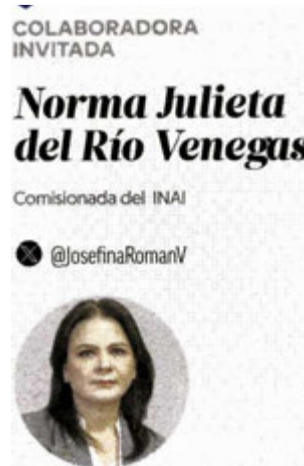 COLABORADORA
INVITADA
Norma Julieta
del Río Venegas
Comisionada del INAI
@JosefinaRomanV